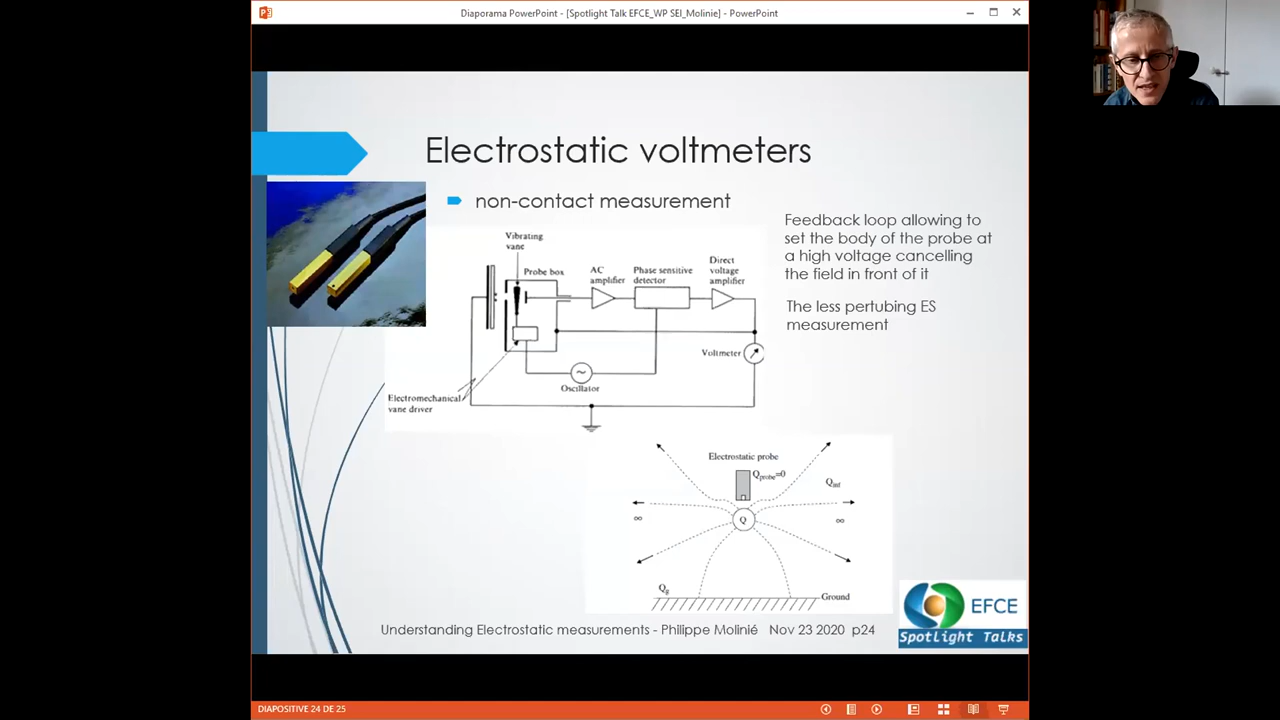 Diaporama PowerPoint - [Spotlight Talk EFCE_WP SEI_Molinie] - PowerPoint
Electrostatic voltmeters
non-contact measurement
Feedback loop allowing to
set the body of the probe at
a high voltage cancelling
the field in front of it
The less pertubing ES
measurement
Vibrating
vane
Probe box
AC
amplifier
Phase sensitive
detector
Direct
voltage
amplifier
Voltmeter
Oscillator
Electromechanical
vane driver
Electrostatic probe
Qprobe=0
Qinf
∞
Q
∞
Qg
Ground
EFCE
Spotlight Talks
Understanding Electrostatic measurements - Philippe Molinié Nov 23 2020 p24
DIAPOSITIVE 24 DE 25